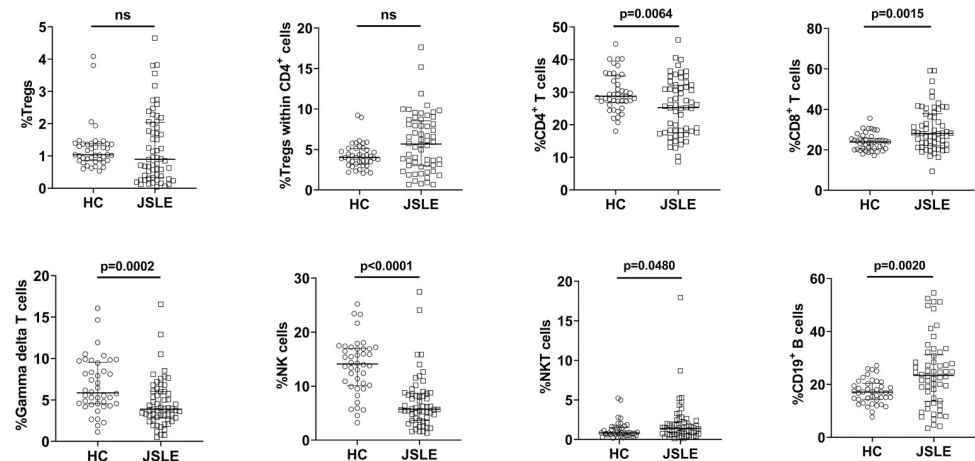 ns
%Tregs
5
4
3
2
1
0
HC JSLE
ns
%Tregs within CD4+ cells
20
15
10
5
0
HC JSLE
p=0.0064
%CD4+ T cells
50
40
30
20
10
0
HC JSLE
p=0.0015
%CD8+ T cells
80
60
40
20
0
HC JSLE
p=0.0002
%Gamma delta T cells
20
15
10
5
0
HC JSLE
p<0.0001
%NK cells
30
20
10
0
HC JSLE
p=0.0480
%NKT cells
20
15
10
5
0
HC JSLE
p=0.0020
%CD19+ B cells
60
40
20
0
HC JSLE